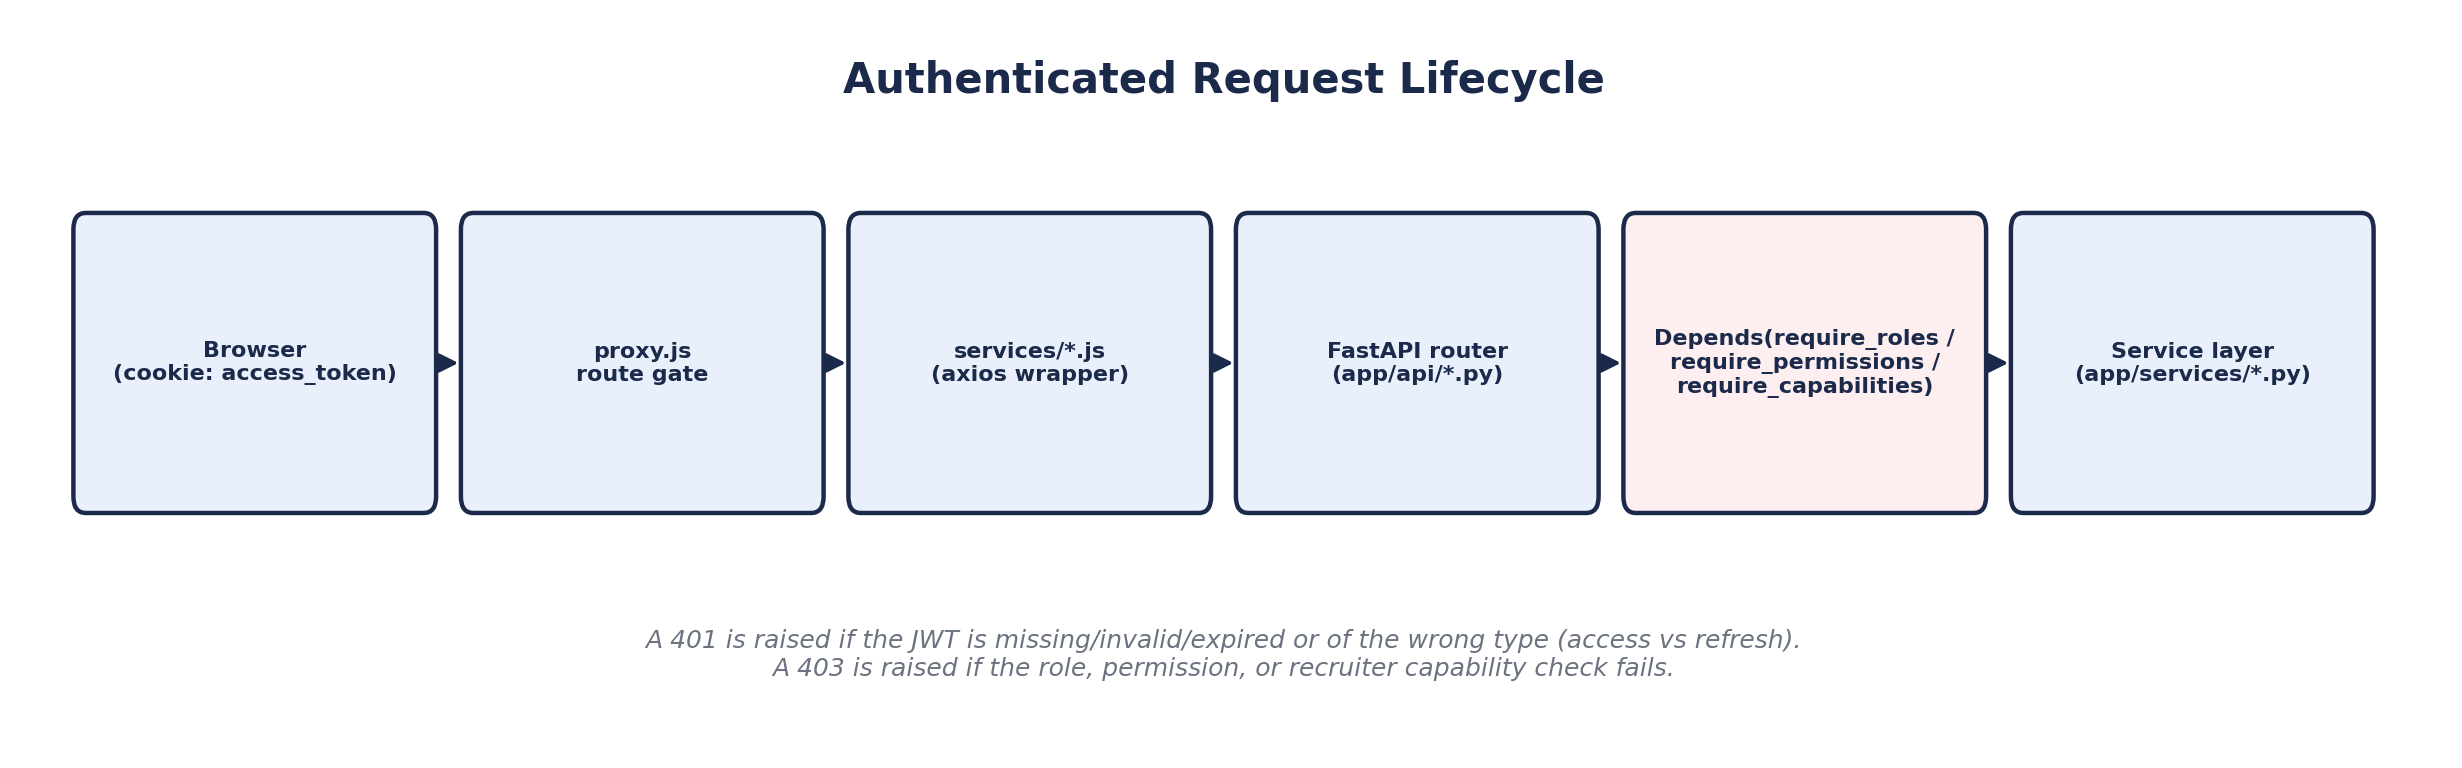 Authenticated Request Lifecycle
Browser
(cookie: access_token)
proxy.js
route gate
services/*.js
(axios wrapper)
FastAPI router
(app/api/*.py)
Depends(require_roles /
require_permissions /
require_capabilities)
Service layer
(app/services/*.py)
A 401 is raised if the JWT is missing/invalid/expired or of the wrong type (access vs refresh).
A 403 is raised if the role, permission, or recruiter capability check fails.